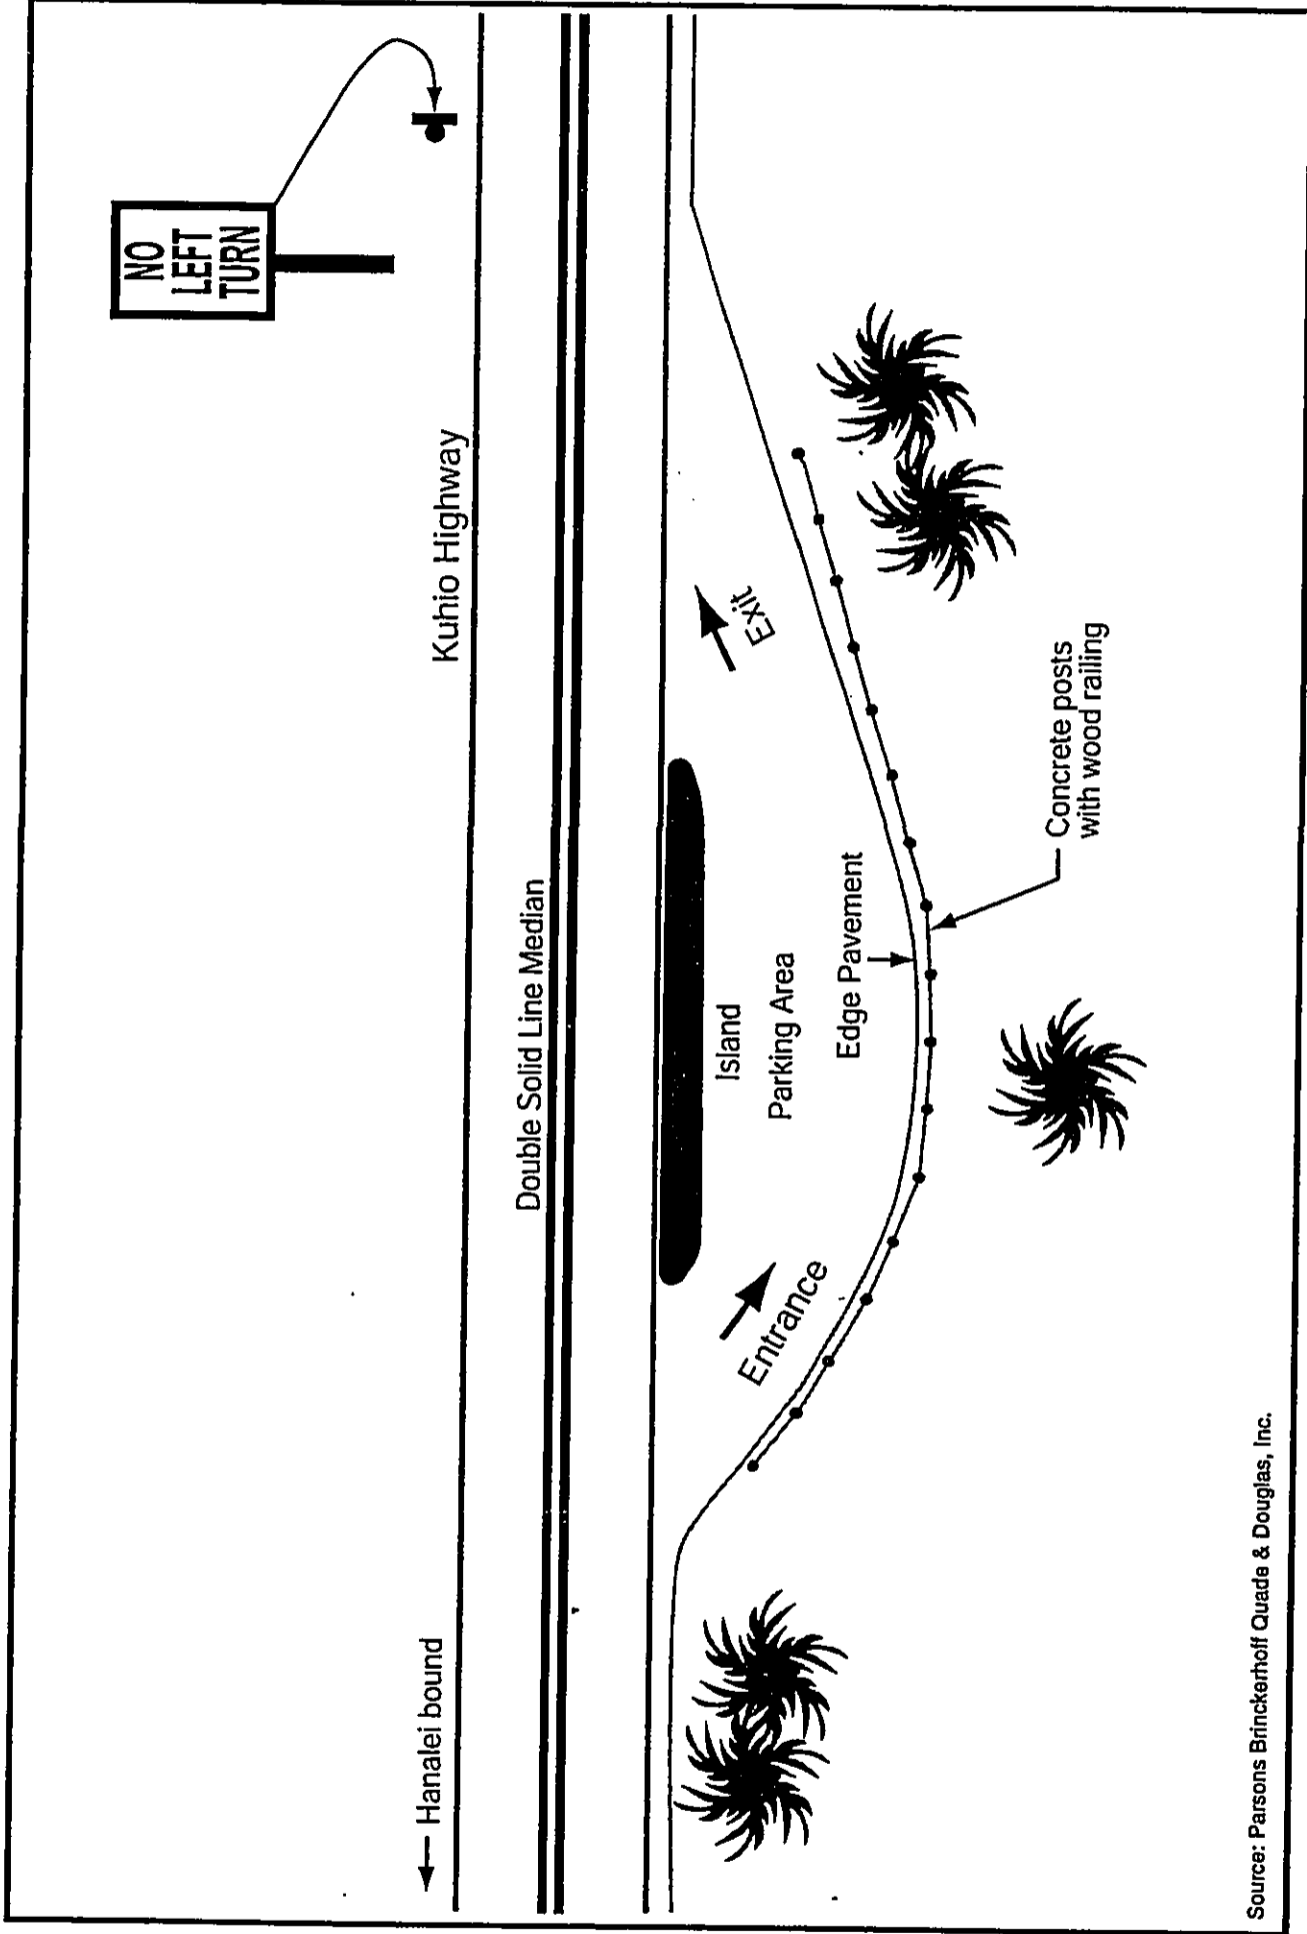 NO
LEFT
TURN
Kuhio Highway
← Hanalei bound
Double Solid Line Median
Island
Parking Area
Edge Pavement
Entrance
Exit
Concrete posts
with wood railing
Source: Parsons Brinckerhoff Quade & Douglas, Inc.